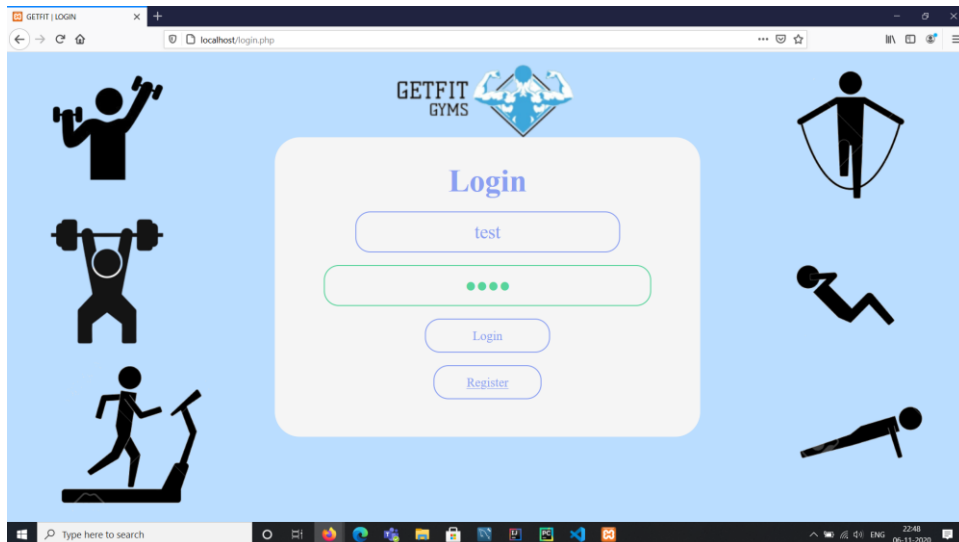 GETFIT | LOGIN
localhost/login.php
GETFIT
GYMS
Login
test
Login
Register
Type here to search
ENG
22:48
06-11-2020